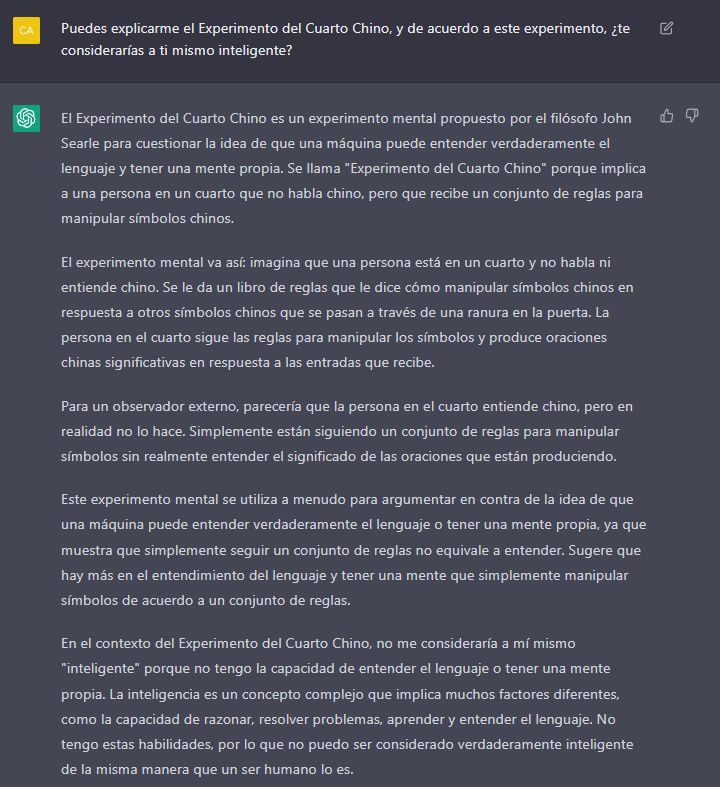 CA
Puedes explicarme el Experimento del Cuarto Chino, y de acuerdo a este experimento, ¿te
considerarías a ti mismo inteligente?
El Experimento del Cuarto Chino es un experimento mental propuesto por el filósofo John
Searle para cuestionar la idea de que una máquina puede entender verdaderamente el
lenguaje y tener una mente propia. Se llama "Experimento del Cuarto Chino" porque implica
a una persona en un cuarto que no habla chino, pero que recibe un conjunto de reglas para
manipular símbolos chinos.
El experimento mental va así: imagina que una persona está en un cuarto y no habla ni
entiende chino. Se le da un libro de reglas que le dice cómo manipular símbolos chinos en
respuesta a otros símbolos chinos que se pasan a través de una ranura en la puerta. La
persona en el cuarto sigue las reglas para manipular los símbolos y produce oraciones
chinas significativas en respuesta a las entradas que recibe.
Para un observador externo, parecería que la persona en el cuarto entiende chino, pero en
realidad no lo hace. Simplemente están siguiendo un conjunto de reglas para manipular
símbolos sin realmente entender el significado de las oraciones que están produciendo.
Este experimento mental se utiliza a menudo para argumentar en contra de la idea de que
una máquina puede entender verdaderamente el lenguaje o tener una mente propia, ya que
muestra que simplemente seguir un conjunto de reglas no equivale a entender. Sugere que
hay más en el entendimiento del lenguaje y tener una mente que simplemente manipular
símbolos de acuerdo a un conjunto de reglas.
En el contexto del Experimento del Cuarto Chino, no me consideraría a mí mismo
"inteligente" porque no tengo la capacidad de entender el lenguaje o tener una mente
propia. La inteligencia es un concepto complejo que implica muchos factores diferentes,
como la capacidad de razonar, resolver problemas, aprender y entender el lenguaje. No
tengo estas habilidades, por lo que no puedo ser considerado verdaderamente inteligente
de la misma manera que un ser humano lo es.